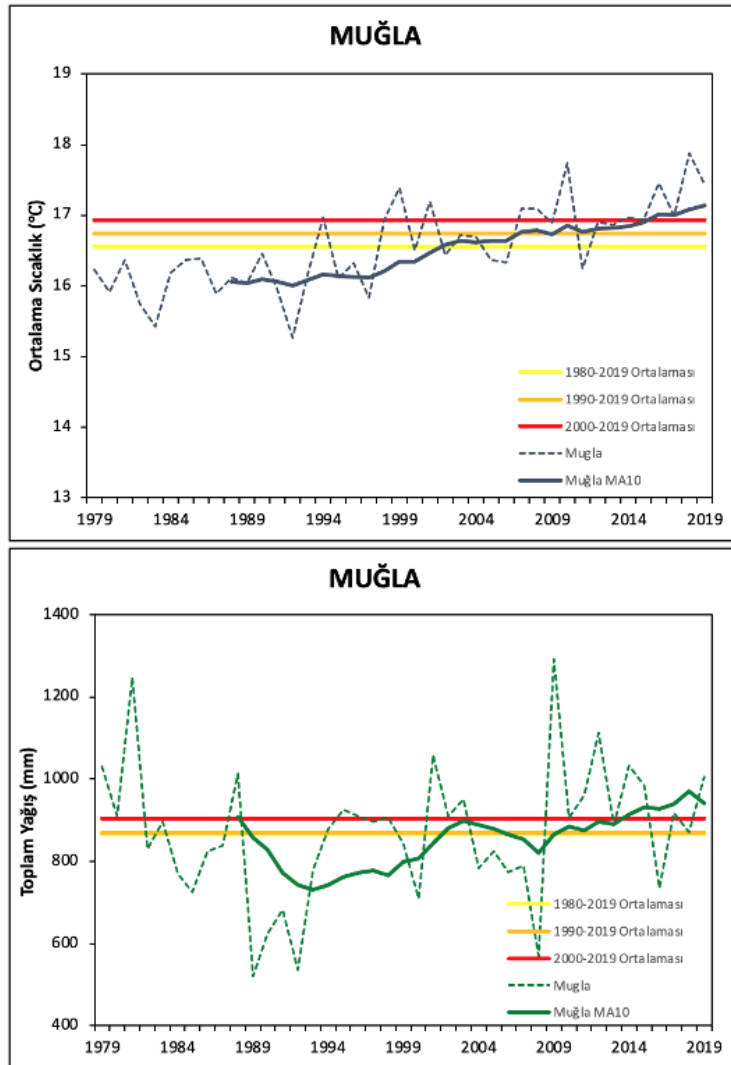 MUĞLA
19
18
17
16
15
14
13
Ortalama Sıcaklık (°C)
1980-2019 Ortalaması
1990-2019 Ortalaması
2000-2019 Ortalaması
Mugla
Muğla MA10
1979 1984 1989 1994 1999 2004 2009 2014 2019
MUĞLA
1400
1200
1000
800
600
400
Toplam Yağış (mm)
1980-2019 Ortalaması
1990-2019 Ortalaması
2000-2019 Ortalaması
Mugla
Muğla MA10
1979 1984 1989 1994 1999 2004 2009 2014 2019